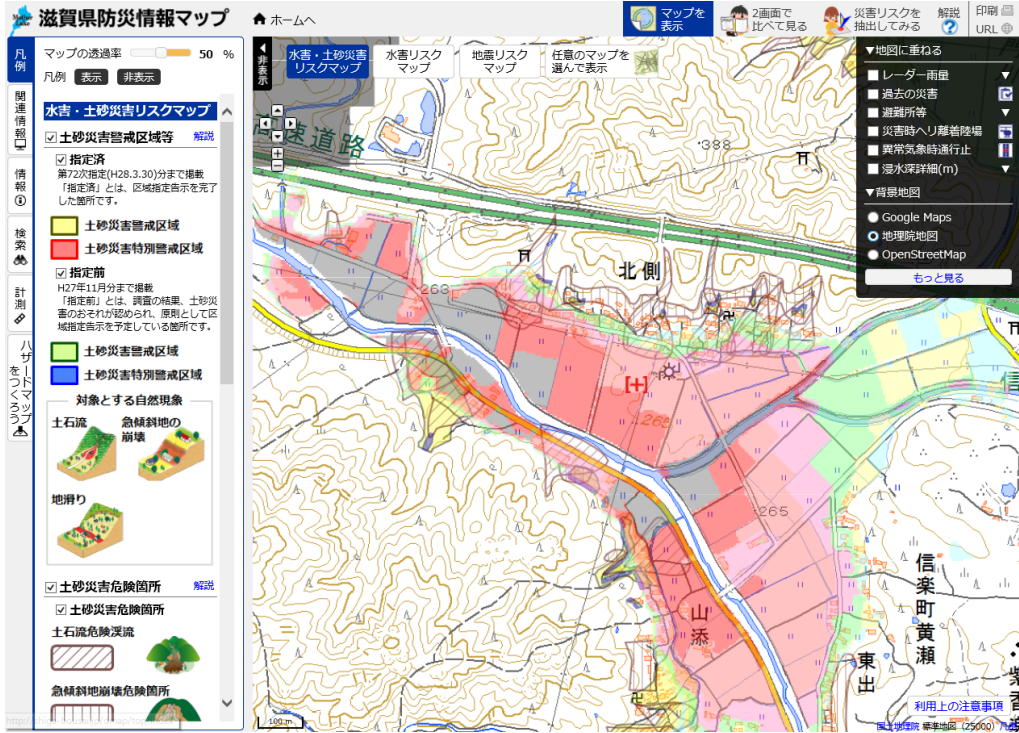 滋賀県防災情報マップ
ホームへ
マップを
表示
2画面で
比べて見る
災害リスクを
抽出してみる
解説
印刷
URL
凡例
関連情報
情報
検索
計測
ハザードマップをつくろう
マップの透過率
50 %
凡例
表示
非表示
水害・土砂災害リスクマップ
土砂災害警戒区域等
解説
指定済
第72次指定(H28.3.30)分まで掲載
「指定済」とは、区域指定告示を完了
した箇所です。
土砂災害警戒区域
土砂災害特別警戒区域
指定前
H27年11月分まで掲載
「指定前」とは、調査の結果、土砂災
害のおそれが認められ、原則として区
域指定告示を予定している箇所です。
土砂災害警戒区域
土砂災害特別警戒区域
対象とする自然現象
土石流
急傾斜地の
崩壊
地滑り
土砂災害危険箇所
解説
土砂災害危険箇所
土石流危険渓流
急傾斜地崩壊危険箇所
非表示
水害・土砂災害
リスクマップ
水害リスク
マップ
地震リスク
マップ
任意のマップを
選んで表示
▼地図に重ねる
レーダー雨量
過去の災害
避難所等
災害時ヘリ離着陸場
異常気象時通行止
浸水深詳細(m)
▼背景地図
Google Maps
地理院地図
OpenStreetMap
もっと見る
高速道路
388
北側
263
265
265
山添
東出
信楽町黄瀬
100 m
利用上の注意事項
国土地理院 標準地図 (25000)